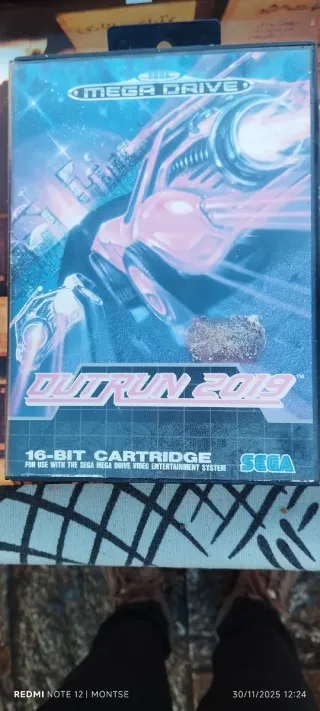 SEGA
MEGA DRIVE
OUTRUN 2019™
16-BIT CARTRIDGE
FOR USE WITH THE SEGA MEGA DRIVE VIDEO ENTERTAINMENT SYSTEM
SEGA
REDMI NOTE 12 | MONTSE
30/11/2025 12:24